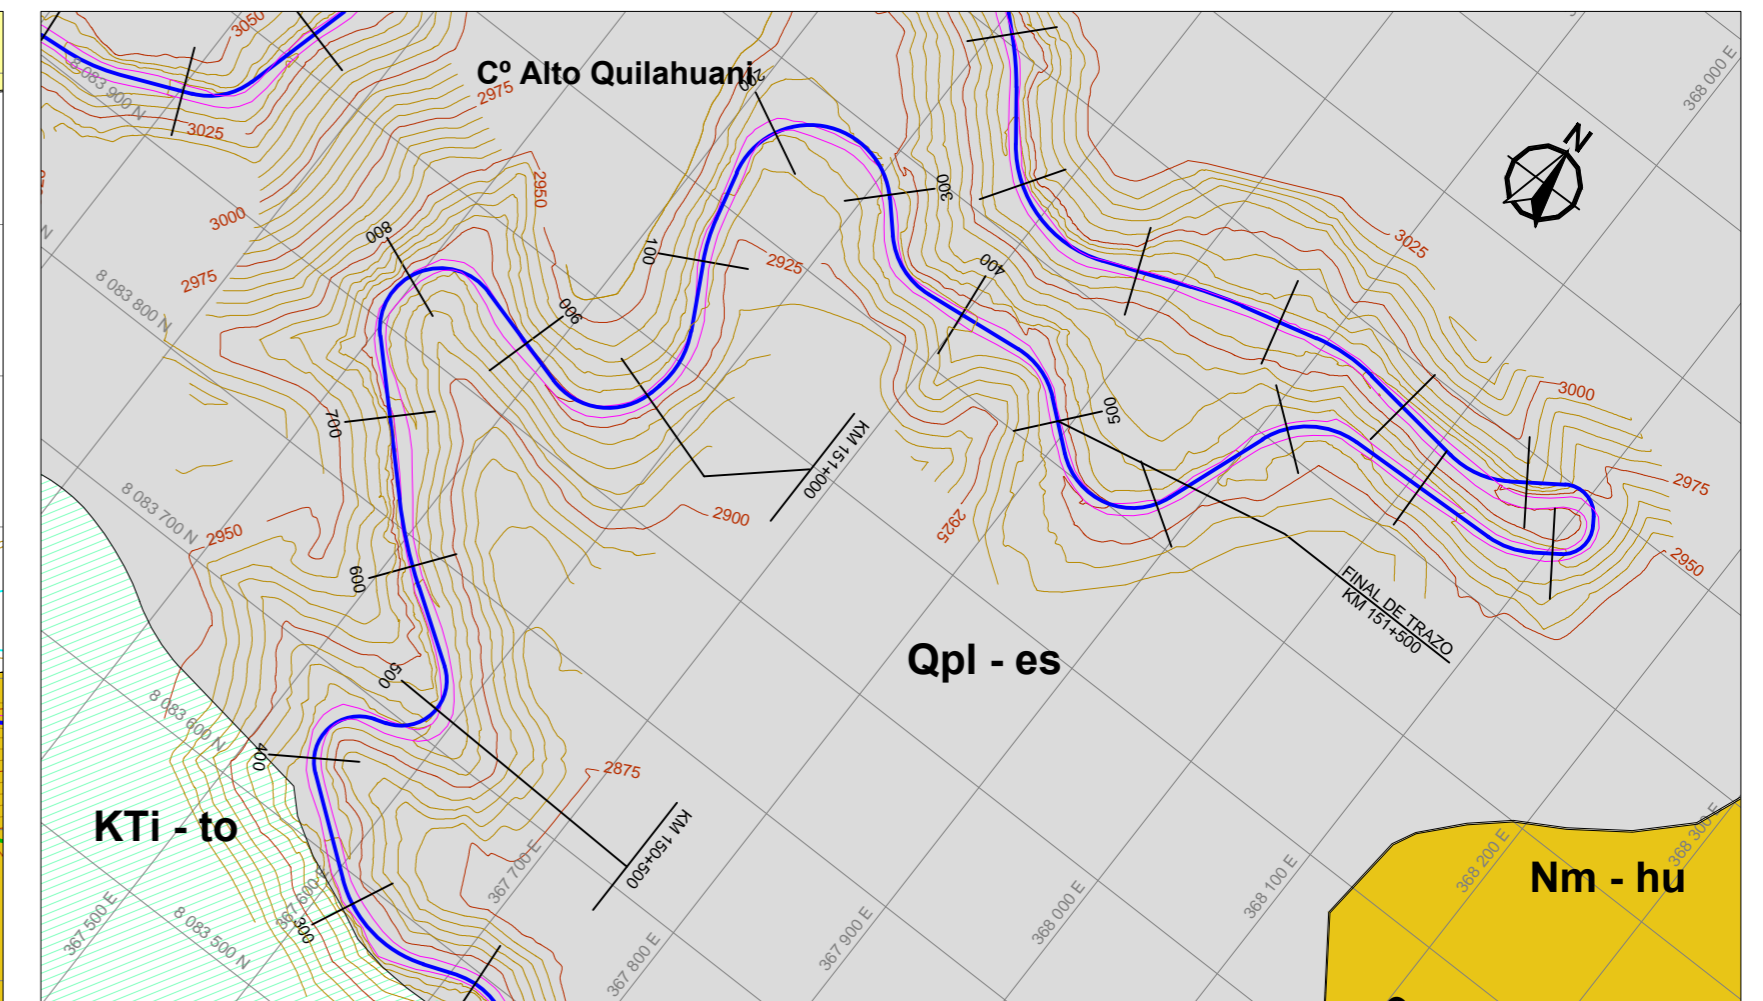 3050
8 083 900 N
3025
Cº Alto Quilahuani
2975
200
368 000 E
N
3000
2950
800
2975
8 083 800 N
900
100
2925
300
400
3025
N
700
500
3000
KM 151+000
2900
2925
2975
2950
8 083 700 N
2950
600
FINAL DE TRAZO
KM 151+500
Qpl - es
500
8 083 600 N
400
2875
KTi - to
KM 150+500
Nm - hu
368 300 E
368 200 E
367 700 E
367 600 E
300
367 500 E
8 083 500 N
367 800 E
367 900 E
368 000 E
368 100 E